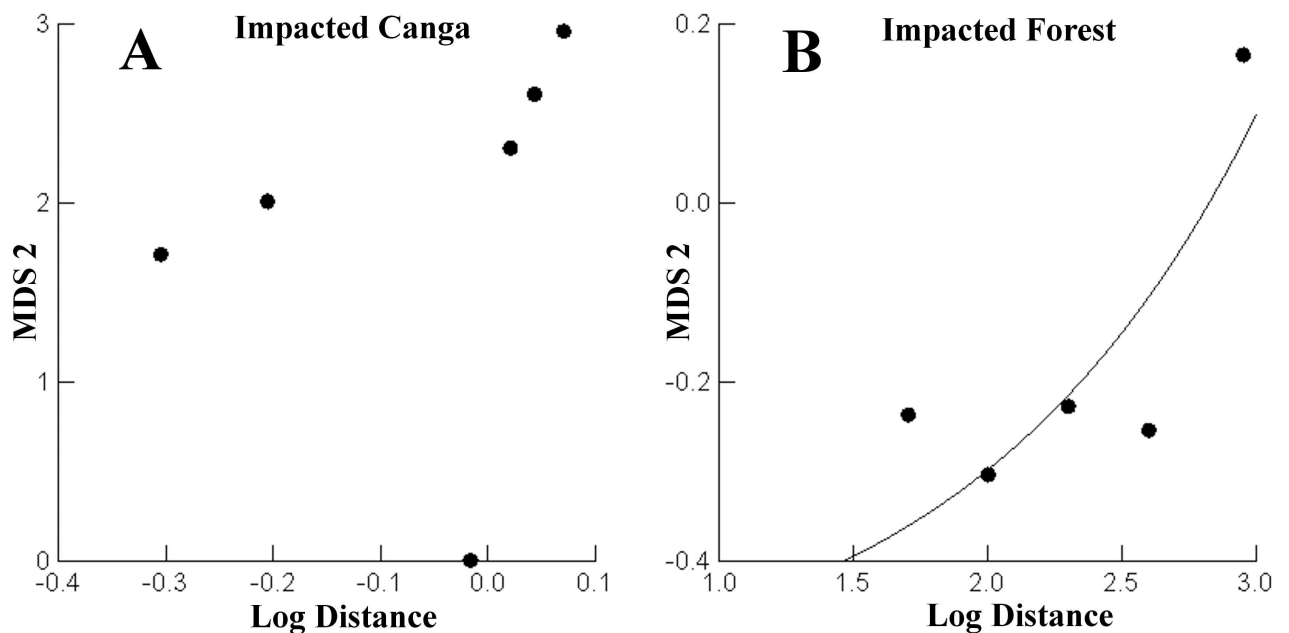 A
Impacted Canga
3
2
1
0
MDS 2
-0.4 -0.3 -0.2 -0.1 0.0 0.1
Log Distance
B
Impacted Forest
0.2
0.0
-0.2
-0.4
MDS 2
1.0 1.5 2.0 2.5 3.0
Log Distance